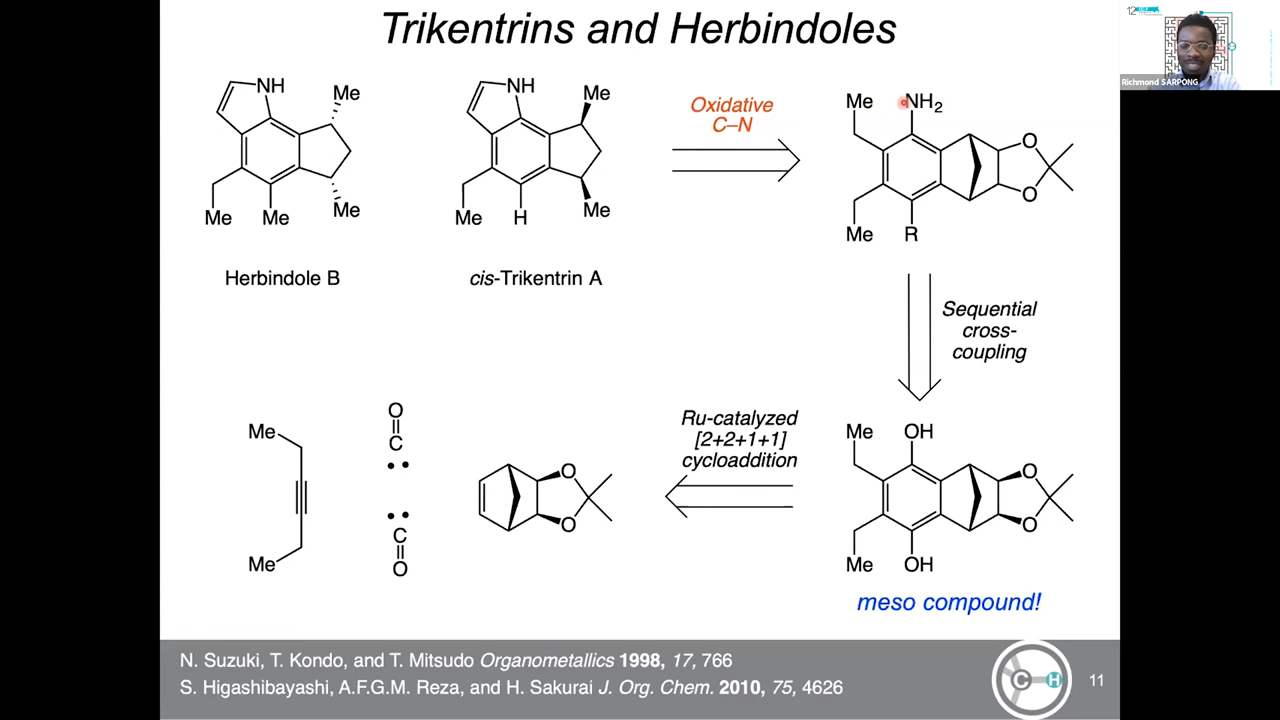 Trikentrins and Herbindoles
12
Richmond SARPONG
NH
Me
Me
Me
Me
Herbindole B
NH
Me
Me
Me
H
cis-Trikentrin A
Oxidative
C–N
Me
NH2
O
O
Me
R
Sequential
cross-
coupling
Me
OH
O
O
Me
OH
meso compound!
Ru-catalyzed
[2+2+1+1]
cycloaddition
O
O
Me
Me
O
C
C
O
N. Suzuki, T. Kondo, and T. Mitsudo Organometallics 1998, 17, 766
S. Higashibayashi, A.F.G.M. Reza, and H. Sakurai J. Org. Chem. 2010, 75, 4626
C
H
11